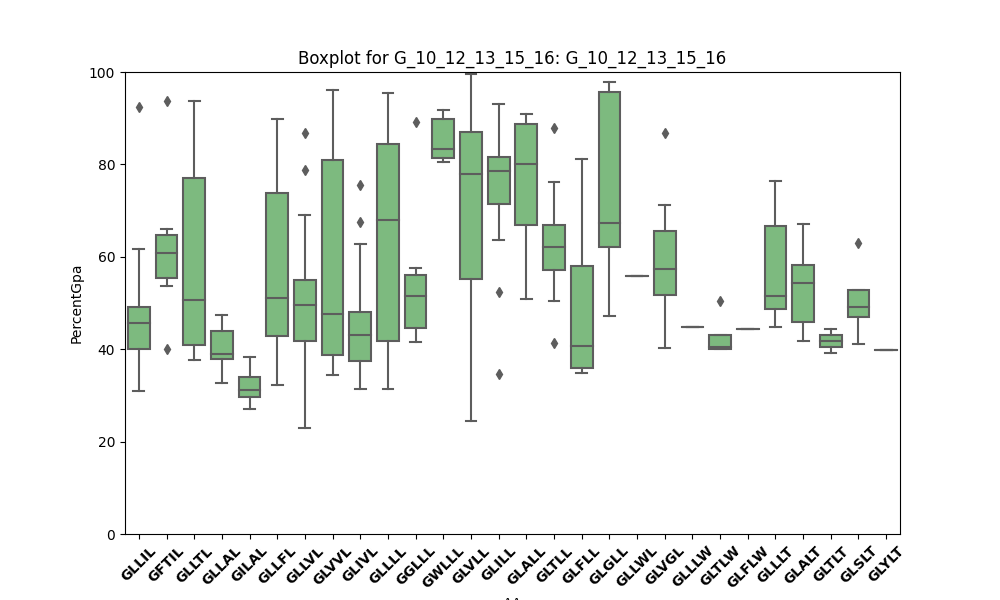 Boxplot for G_10_12_13_15_16: G_10_12_13_15_16
PercentGpa
100
80
60
40
20
0
GLLIL GFTIL GLLTL GLLAL GILAL GLLFL GLLVL GLVVL GLIVL GLLLL GGLLL GWLLL GLVLL GLILL GLALL GLTLL GLFLL GLGLL GLLWL GLVGL GLLLW GLTLW GLFLW GLLLT GLALT GLTLT GLSLT GLYLT